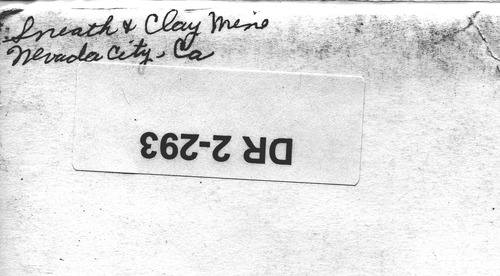 Sneath & Clay Mine
Nevada City, Ca
DR 2-293